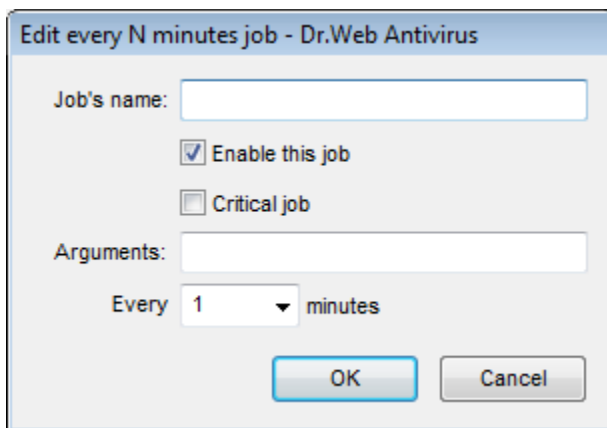 Edit every N minutes job - Dr.Web Antivirus
Job's name:
Enable this job
Critical job
Arguments:
Every 1 minutes
OK Cancel